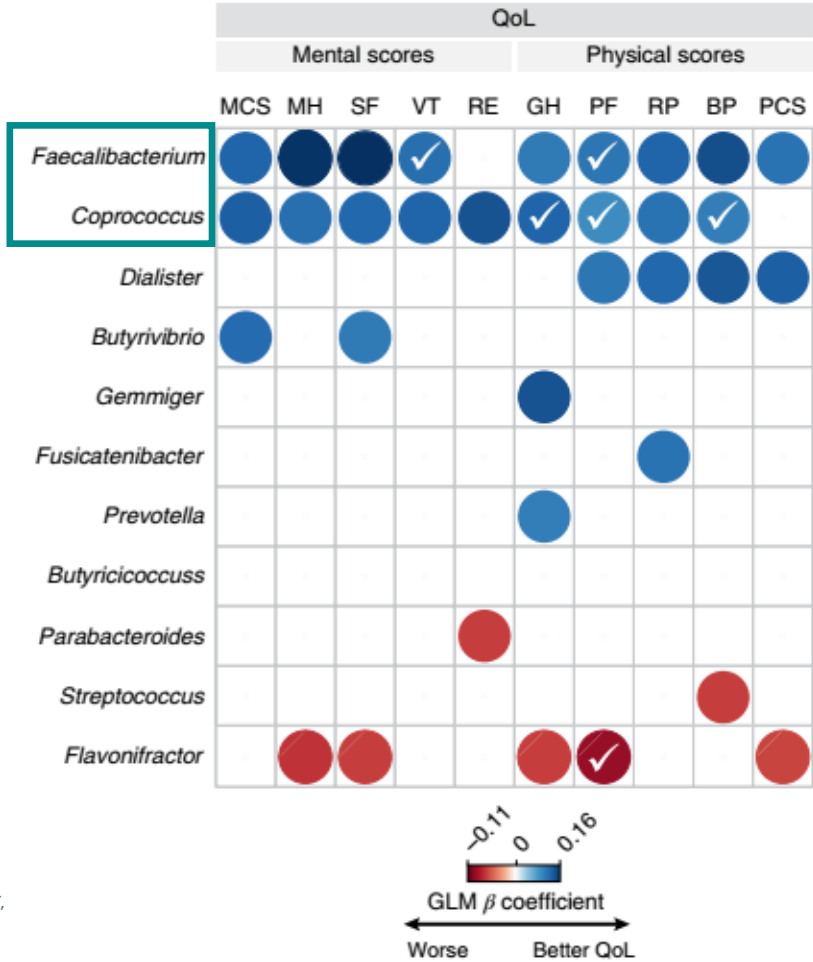 QoL
Mental scores Physical scores
MCS MH SF VT RE GH PF RP BP PCS
Faecalibacterium
Coprococcus
Dialister
Butyrivibrio
Gemmiger
Fusicatenibacter
Prevotella
Butyricicoccuss
Parabacteroides
Streptococcus
Flavonifractor
−0.11 0 0.16
GLM β coefficient
,
Worse Better QoL